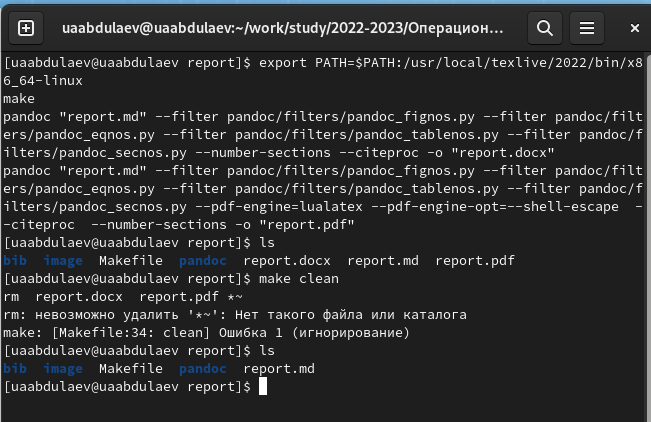 uaabdulaev@uaabdulaev:~/work/study/2022-2023/Операцион…
[uaabdulaev@uaabdulaev report]$ export PATH=$PATH:/usr/local/texlive/2022/bin/x8
6_64-linux
make
pandoc "report.md" --filter pandoc/filters/pandoc_fignos.py --filter pandoc/filt
ers/pandoc_eqnos.py --filter pandoc/filters/pandoc_tablenos.py --filter pandoc/f
ilters/pandoc_secnos.py --number-sections --citeproc -o "report.docx"
pandoc "report.md" --filter pandoc/filters/pandoc_fignos.py --filter pandoc/filt
ers/pandoc_eqnos.py --filter pandoc/filters/pandoc_tablenos.py --filter pandoc/f
ilters/pandoc_secnos.py --pdf-engine=lualatex --pdf-engine-opt=--shell-escape  -
-citeproc  --number-sections -o "report.pdf"
[uaabdulaev@uaabdulaev report]$ ls
bib  image  Makefile  pandoc  report.docx  report.md  report.pdf
[uaabdulaev@uaabdulaev report]$ make clean
rm  report.docx  report.pdf *~
rm: невозможно удалить '*~': Нет такого файла или каталога
make: [Makefile:34: clean] Ошибка 1 (игнорирование)
[uaabdulaev@uaabdulaev report]$ ls
bib  image  Makefile  pandoc  report.md
[uaabdulaev@uaabdulaev report]$